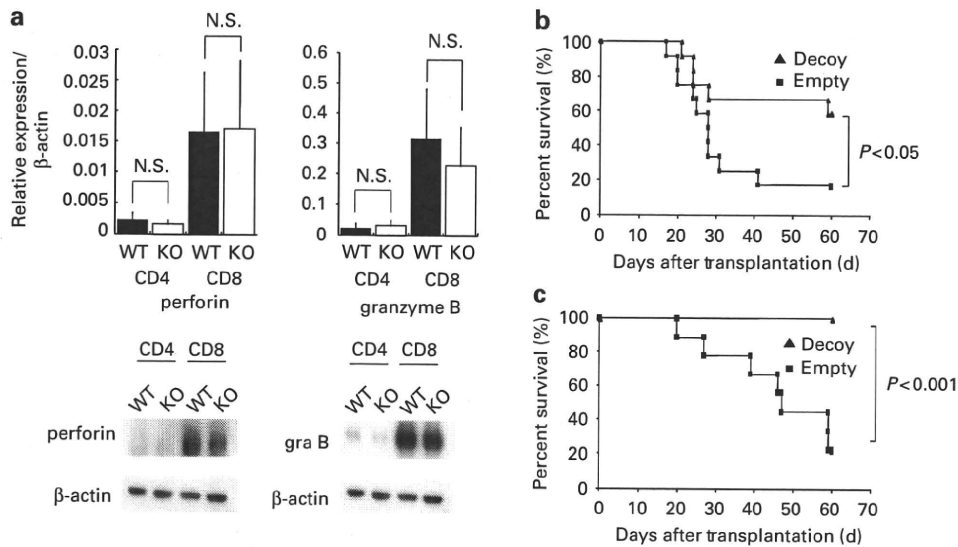 a
N.S.
N.S.
Relative expression/
β-actin
0.03
0.025
0.02
0.015
0.01
0.005
0
N.S.
N.S.
0.6
0.5
0.4
0.3
0.2
0.1
0
WT KO WT KO
CD4 CD8
perforin
WT KO WT KO
CD4 CD8
granzyme B
CD4 CD8
WT KO WT KO
perforin
β-actin
CD4 CD8
WT KO WT KO
gra B
β-actin
b
Percent survival (%)
100
80
60
40
20
0
Decoy
Empty
P<0.05
0 10 20 30 40 50 60 70
Days after transplantation (d)
c
Percent survival (%)
100
80
60
40
20
0
Decoy
Empty
P<0.001
0 10 20 30 40 50 60 70
Days after transplantation (d)